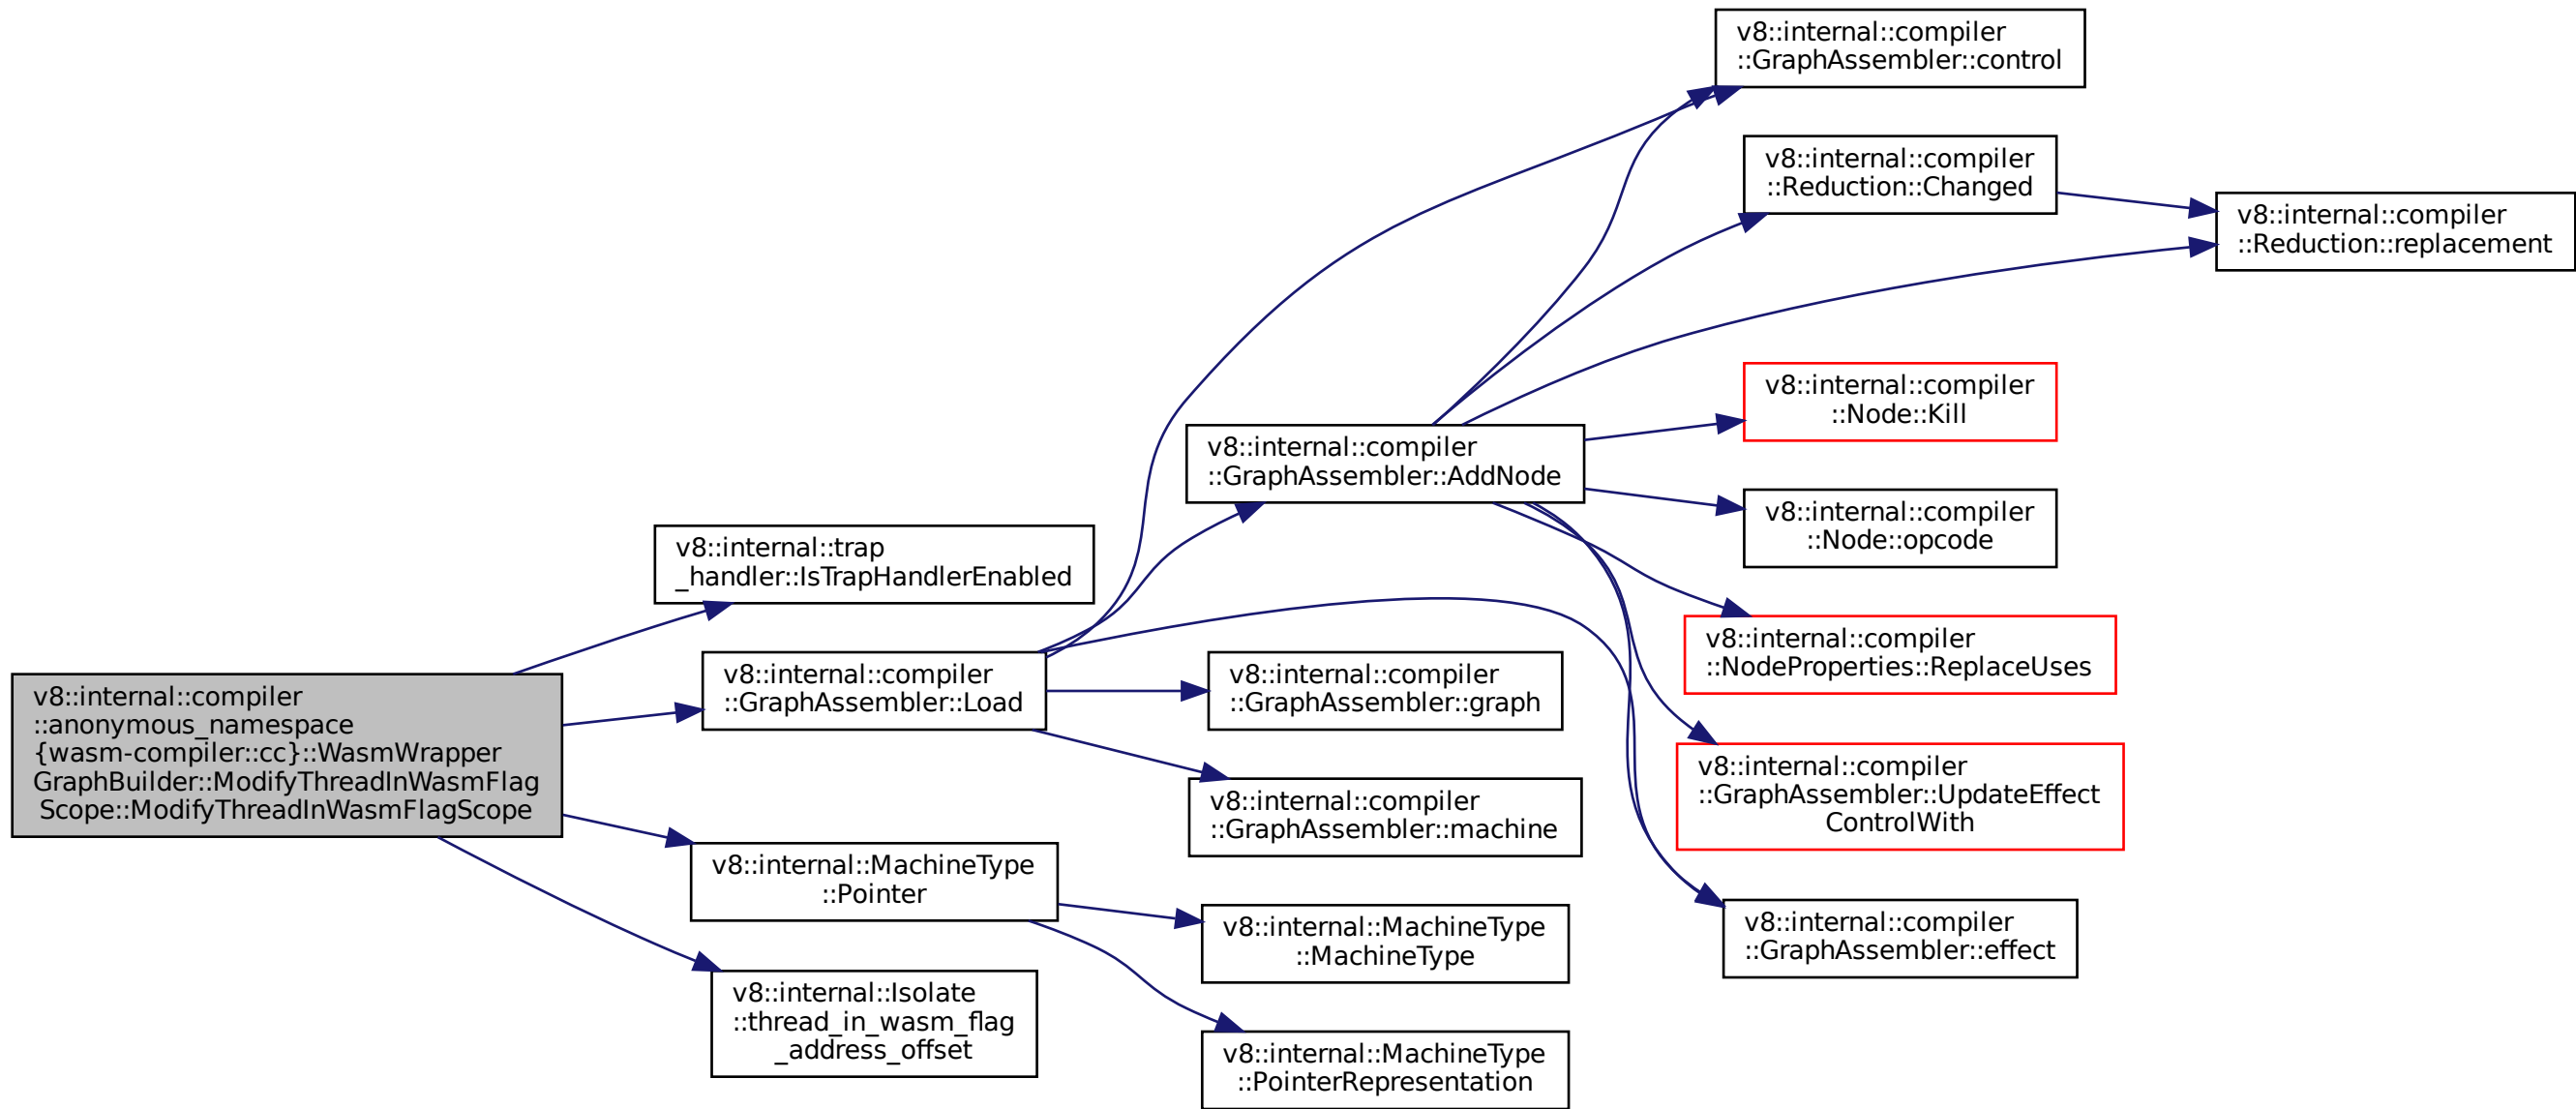 v8::internal::compiler
::GraphAssembler::control
v8::internal::compiler
::Reduction::Changed
v8::internal::compiler
::Reduction::replacement
v8::internal::compiler
::Node::Kill
v8::internal::compiler
::GraphAssembler::AddNode
v8::internal::compiler
::Node::opcode
v8::internal::trap
_handler::IsTrapHandlerEnabled
v8::internal::compiler
::NodeProperties::ReplaceUses
v8::internal::compiler
::GraphAssembler::Load
v8::internal::compiler
::GraphAssembler::graph
v8::internal::compiler
::anonymous_namespace
{wasm-compiler::cc}::WasmWrapper
GraphBuilder::ModifyThreadInWasmFlag
Scope::ModifyThreadInWasmFlagScope
v8::internal::compiler
::GraphAssembler::UpdateEffect
ControlWith
v8::internal::compiler
::GraphAssembler::machine
v8::internal::MachineType
::Pointer
v8::internal::MachineType
::MachineType
v8::internal::compiler
::GraphAssembler::effect
v8::internal::Isolate
::thread_in_wasm_flag
_address_offset
v8::internal::MachineType
::PointerRepresentation